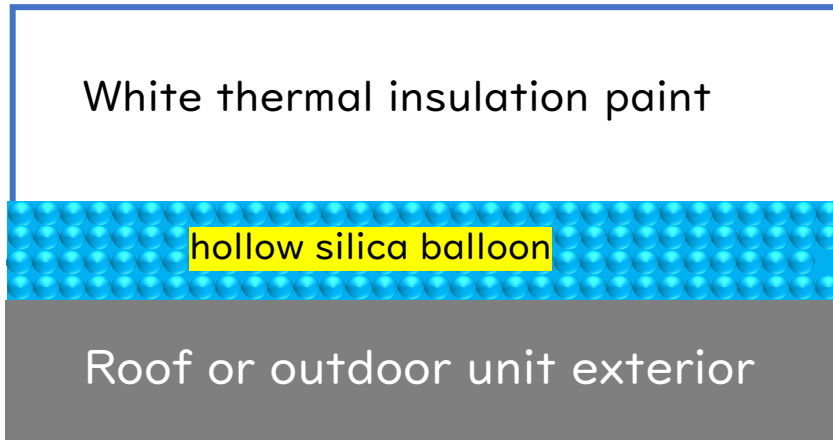 White thermal insulation paint
hollow silica balloon
Roof or outdoor unit exterior